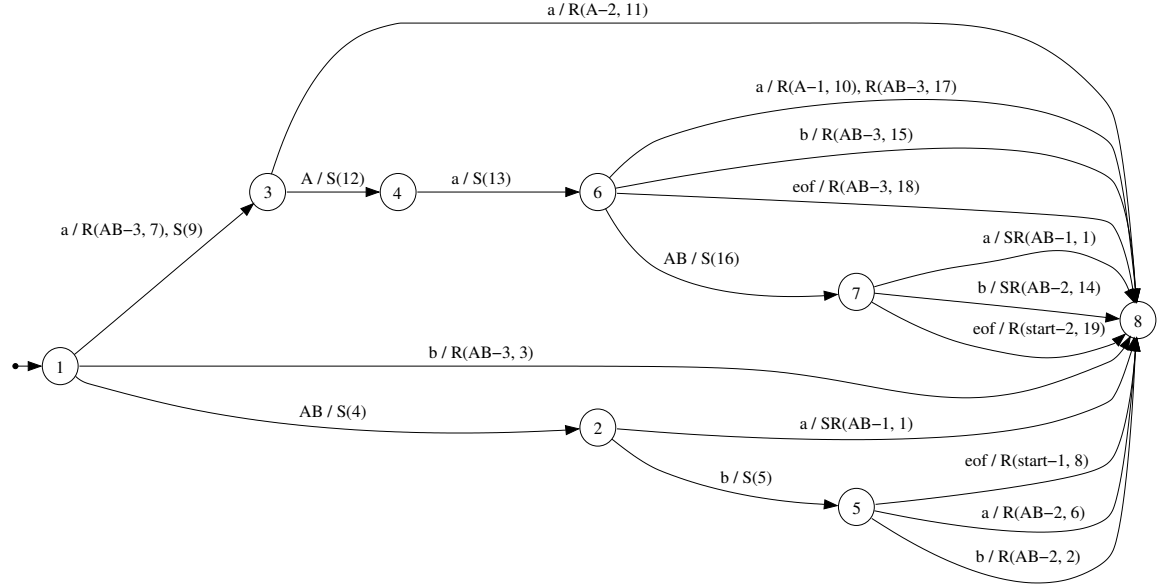 a / R(A−2, 11)
a / R(A−1, 10), R(AB−3, 17)
b / R(AB−3, 15)
eof / R(AB−3, 18)
3
A / S(12)
4
a / S(13)
6
a / R(AB−3, 7), S(9)
a / SR(AB−1, 1)
AB / S(16)
7
b / SR(AB−2, 14)
eof / R(start−2, 19)
8
1
b / R(AB−3, 3)
AB / S(4)
2
a / SR(AB−1, 1)
b / S(5)
eof / R(start−1, 8)
5
a / R(AB−2, 6)
b / R(AB−2, 2)